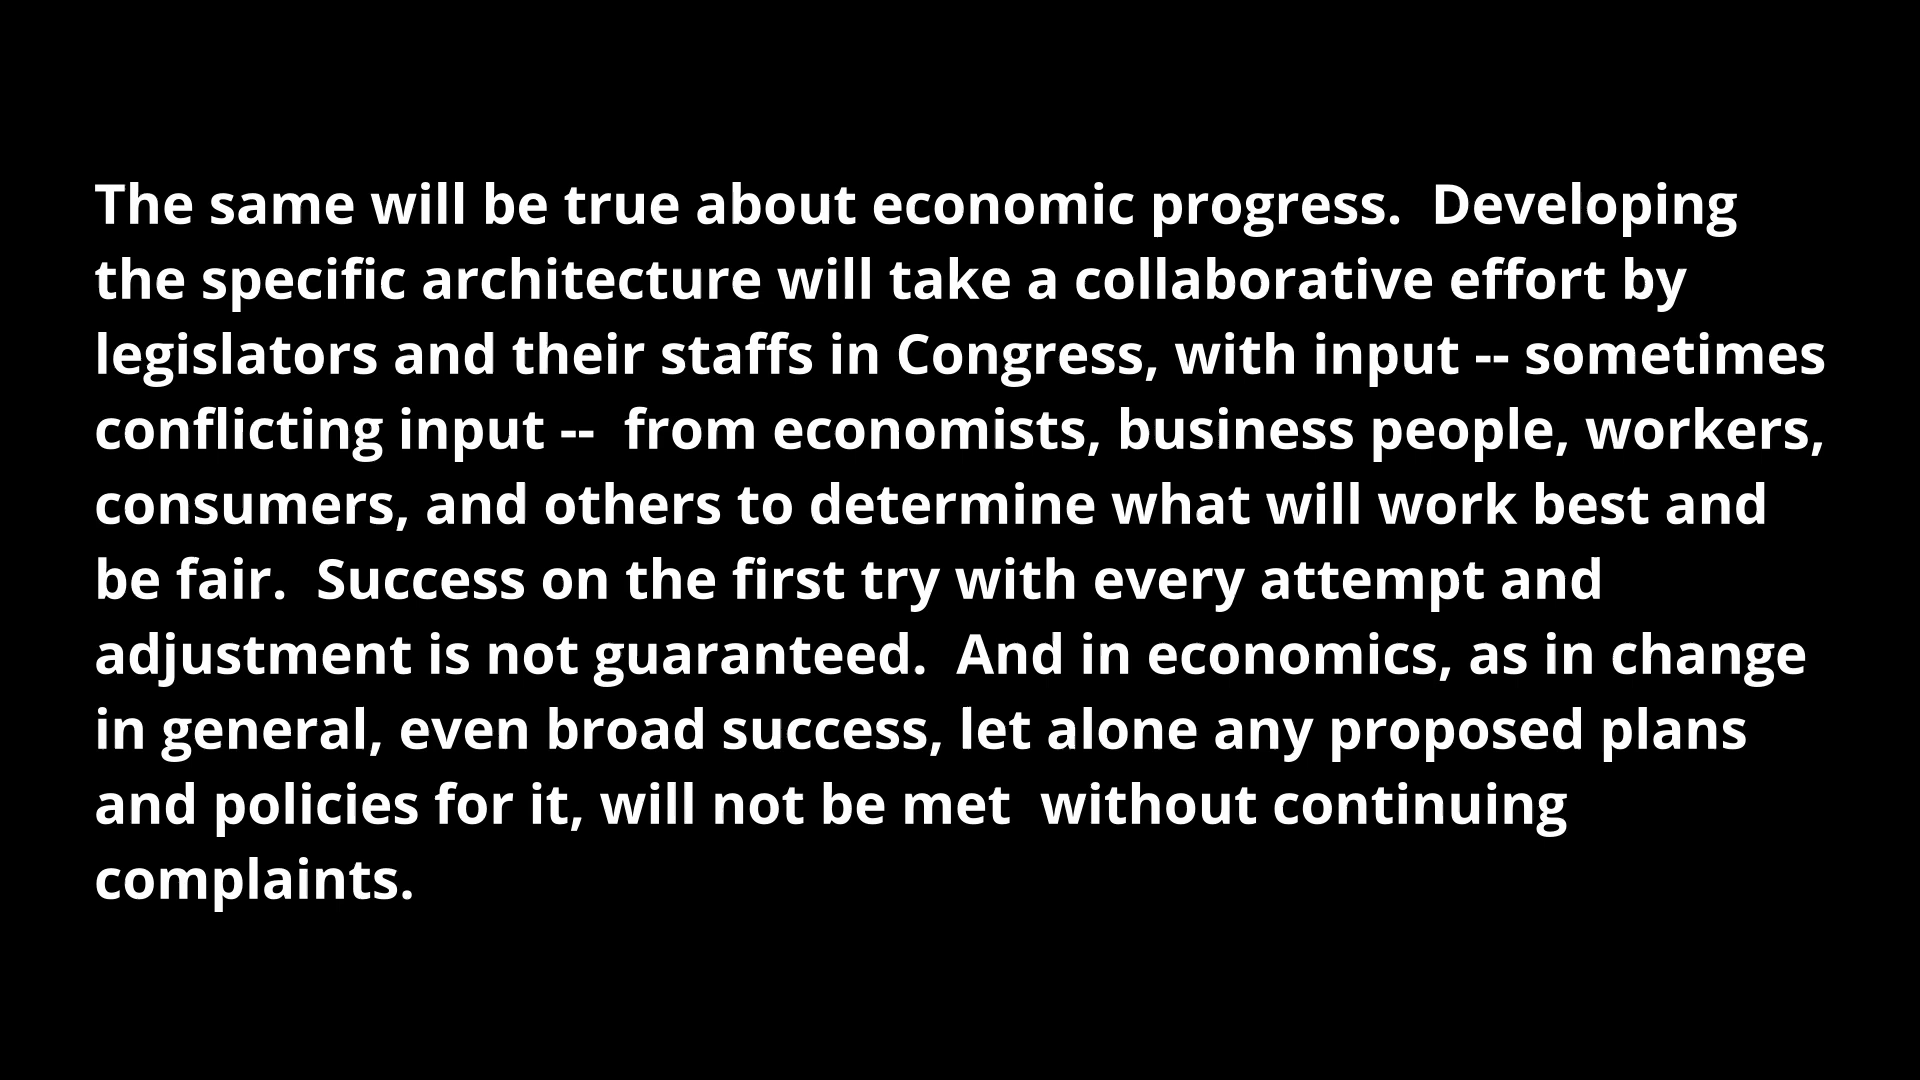 The same will be true about economic progress.  Developing
the specific architecture will take a collaborative effort by
legislators and their staffs in Congress, with input -- sometimes
conflicting input --  from economists, business people, workers,
consumers, and others to determine what will work best and
be fair.  Success on the first try with every attempt and
adjustment is not guaranteed.  And in economics, as in change
in general, even broad success, let alone any proposed plans
and policies for it, will not be met  without continuing
complaints.